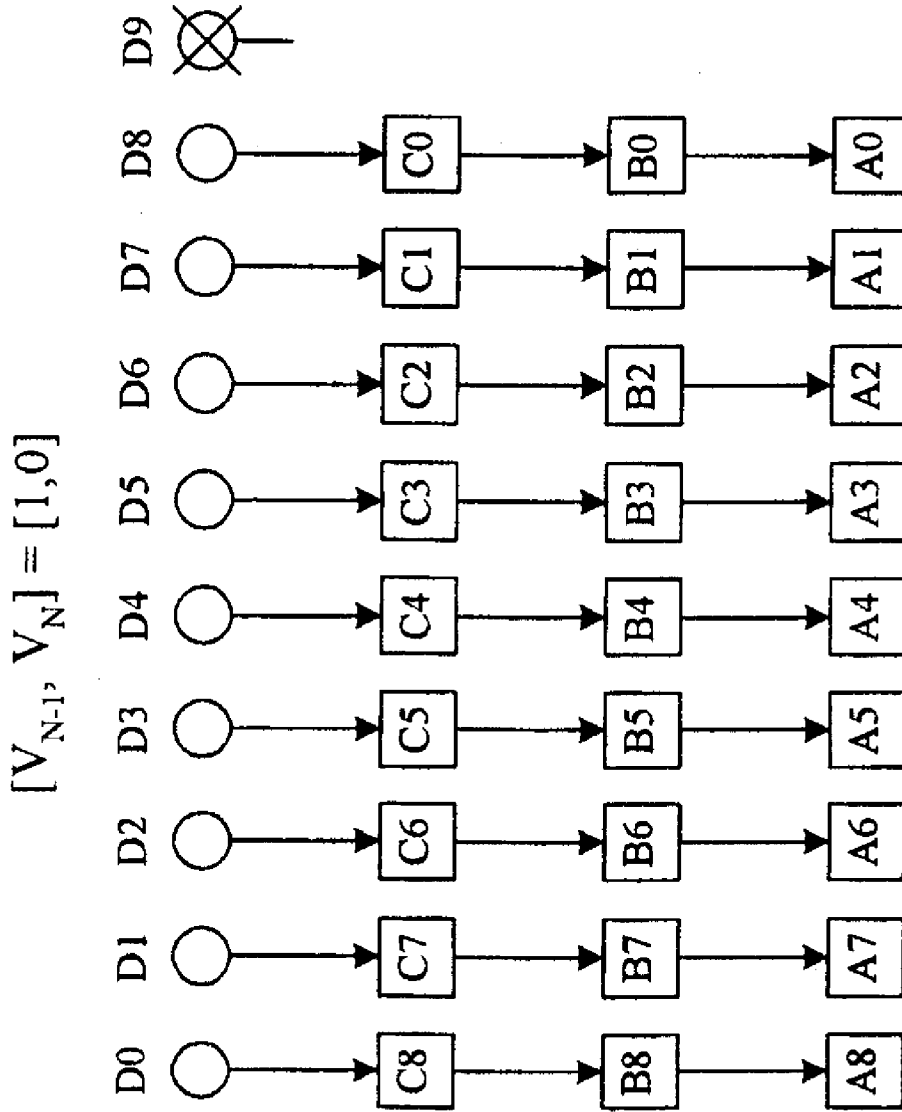 [V_{N-1}, V_N] = [1,0]
D0 D1 D2 D3 D4 D5 D6 D7 D8 D9
C8 C7 C6 C5 C4 C3 C2 C1 C0
B8 B7 B6 B5 B4 B3 B2 B1 B0
A8 A7 A6 A5 A4 A3 A2 A1 A0